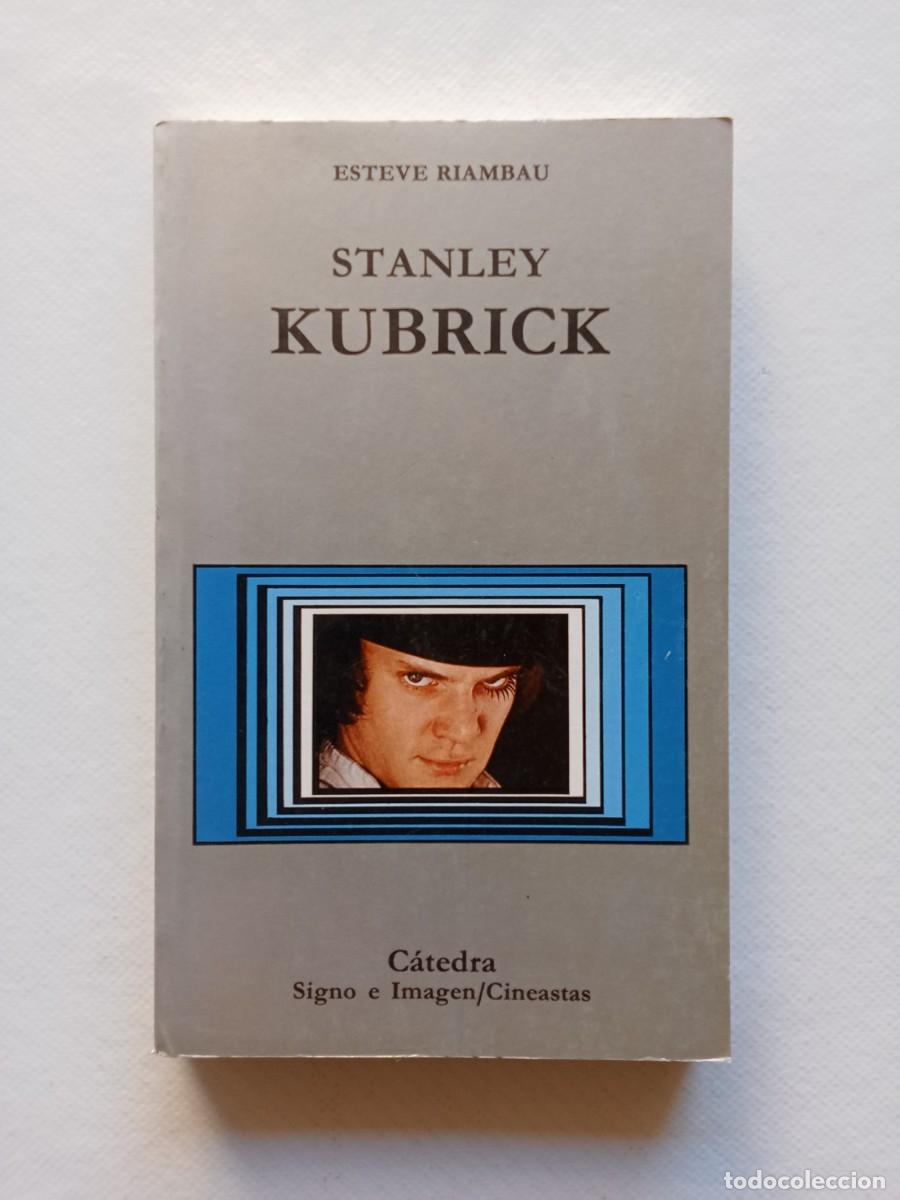 ESTEVE RIAMBAU
STANLEY
KUBRICK
Cátedra
Signo e Imagen/Cineastas
todocoleccion